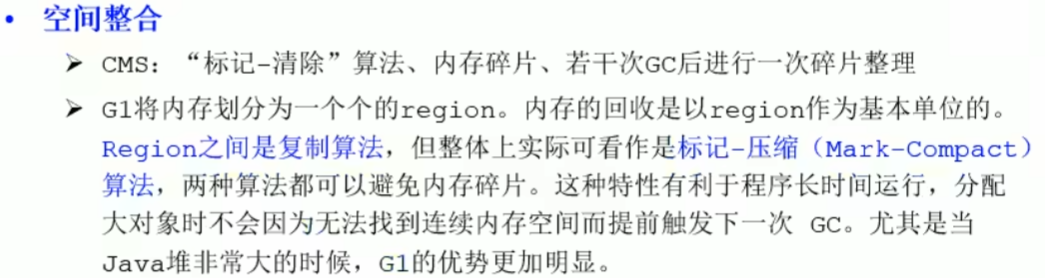 • 空间整合
➢ CMS：“标记-清除”算法、内存碎片、若干次GC后进行一次碎片整理
➢ G1将内存划分为一个个的region。内存的回收是以region作为基本单位的。
Region之间是复制算法，但整体上实际可看作是标记-压缩（Mark-Compact）
算法，两种算法都可以避免内存碎片。这种特性有利于程序长时间运行，分配
大对象时不会因为无法找到连续内存空间而提前触发下一次 GC。尤其是当
Java堆非常大的时候，G1的优势更加明显。